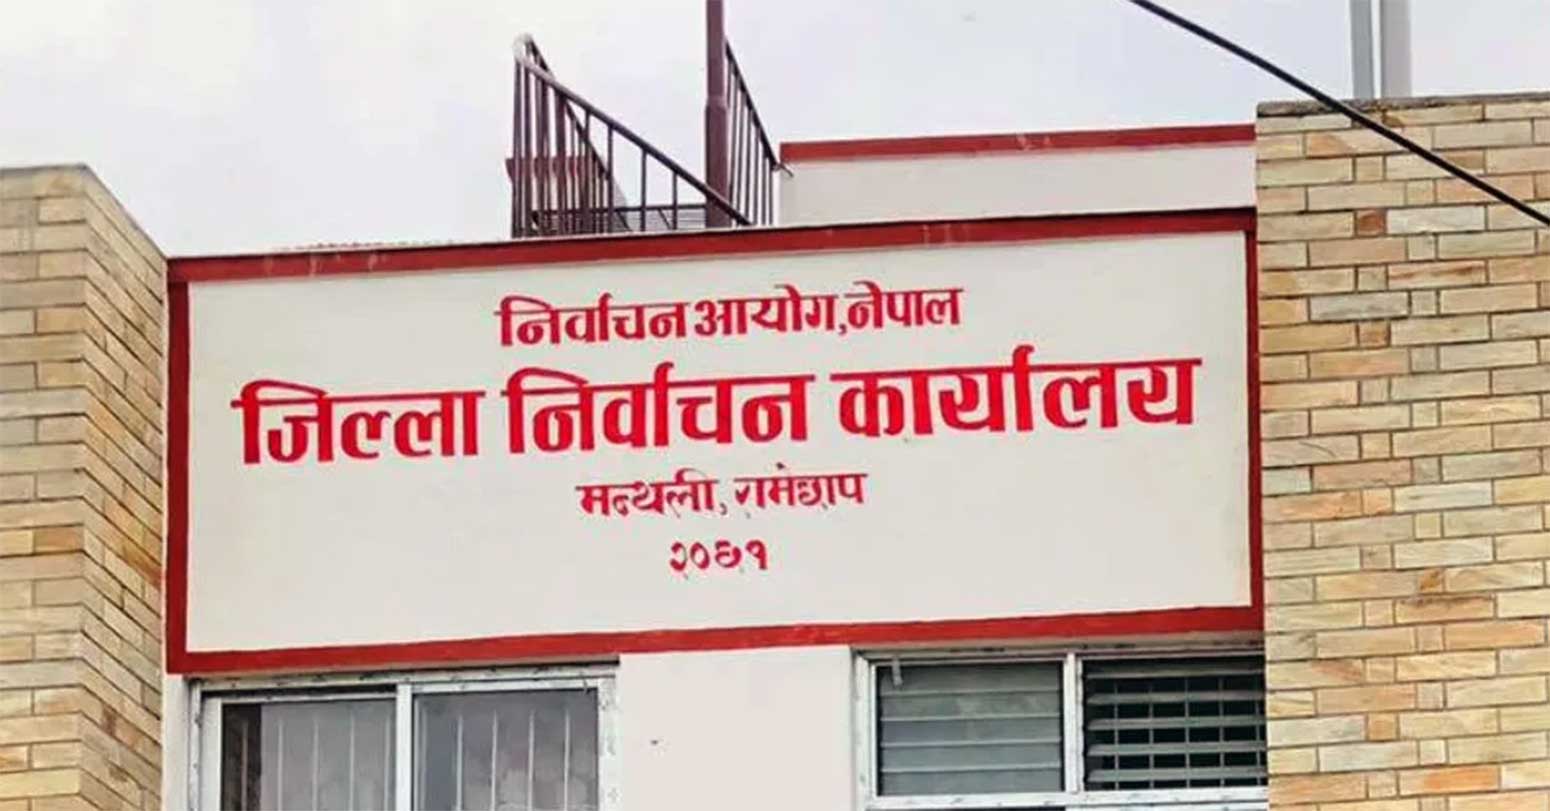 निर्वाचन आयोग, नेपाल
जिल्ला निर्वाचन कार्यालय
मन्थली, रामेछाप
२०७१